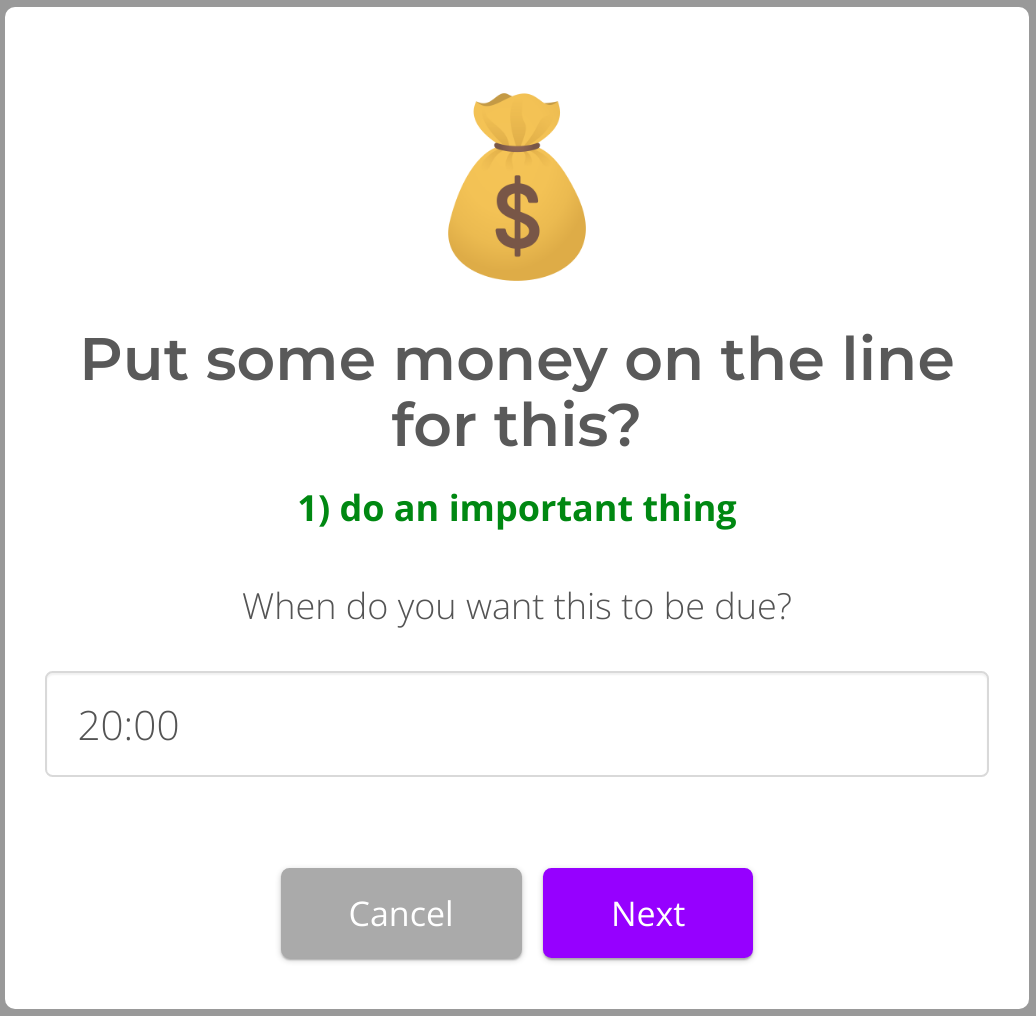 $
Put some money on the line
for this?
1) do an important thing
When do you want this to be due?
20:00
Cancel
Next